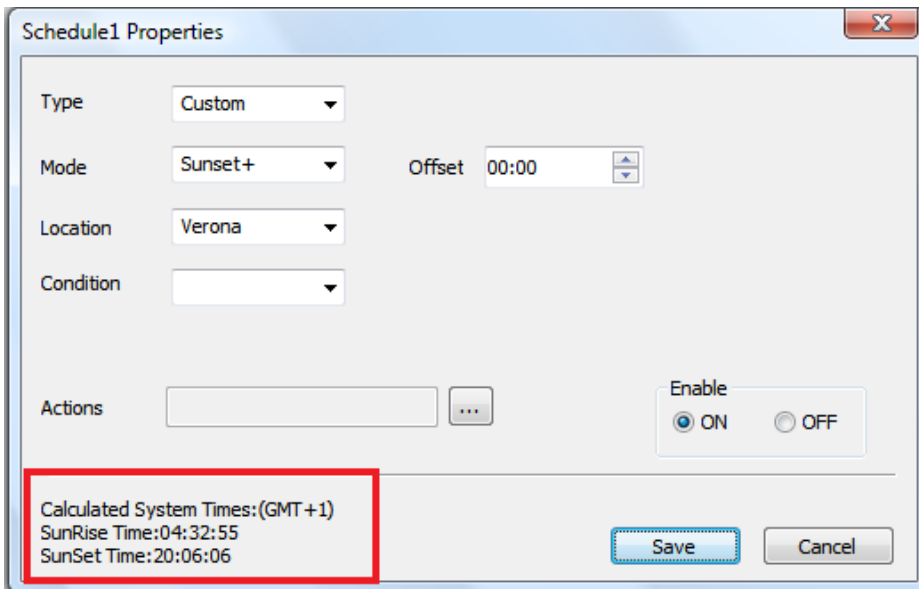 Schedule1 Properties
Type Custom
Mode Sunset+ Offset 00:00
Location Verona
Condition
Actions ...
Enable
ON OFF
Calculated System Times:(GMT+1)
SunRise Time:04:32:55
SunSet Time:20:06:06
Save Cancel